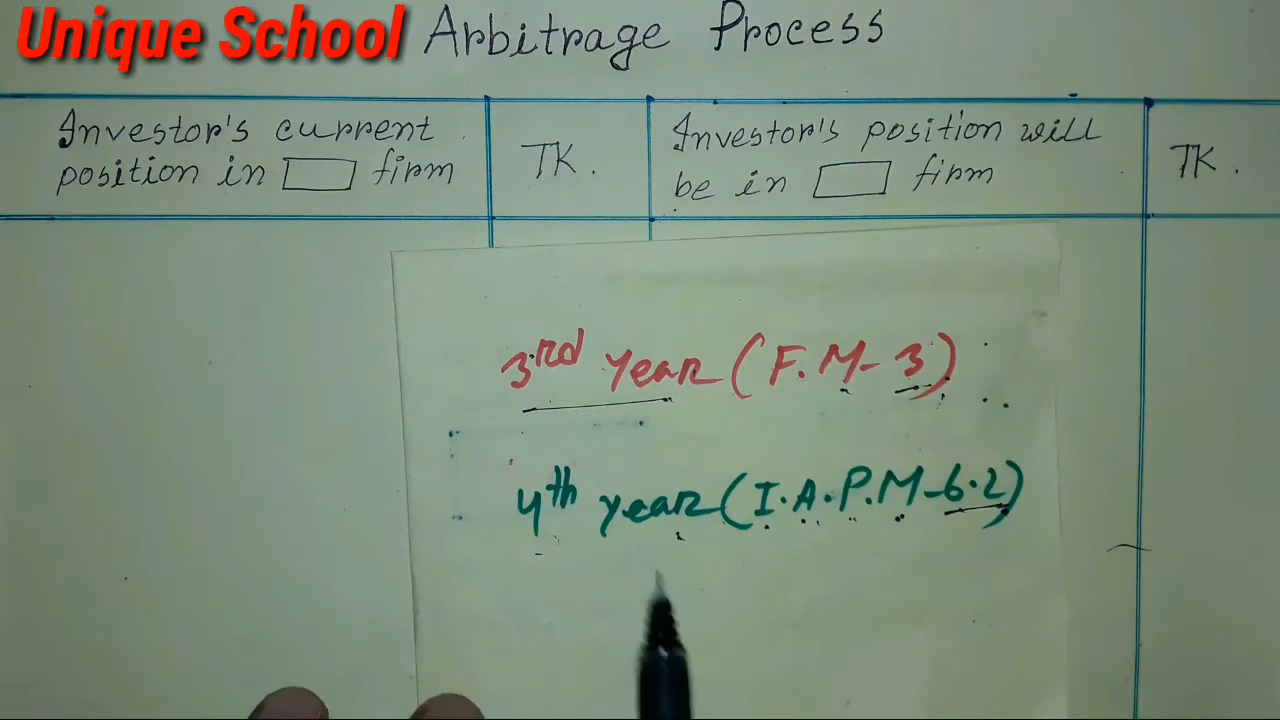 Unique School Arbitrage Process
Investor's current
position in firm
TK.
Investor's position will
be in firm
TK.
3rd year (F.M-3)
4th year (I.A.P.M-6.2)